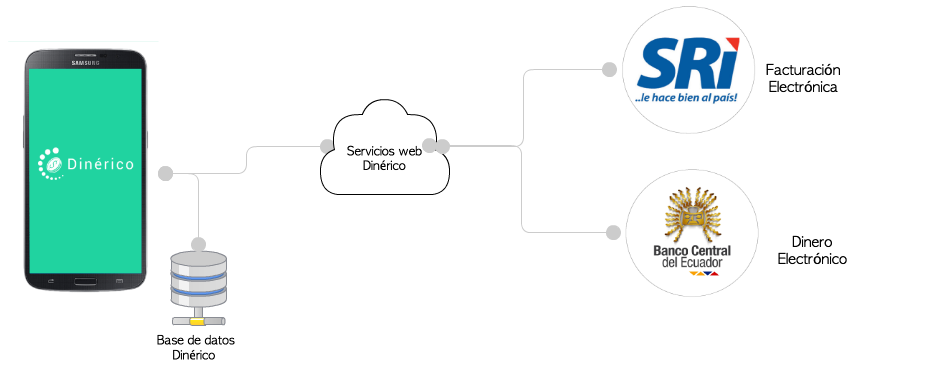 SAMSUNG
Dinérico
Base de datos
Dinérico
Servicios web
Dinérico
SRi
..le hace bien al país!
Facturación
Electrónica
Banco Central
del Ecuador
Dinero
Electrónico